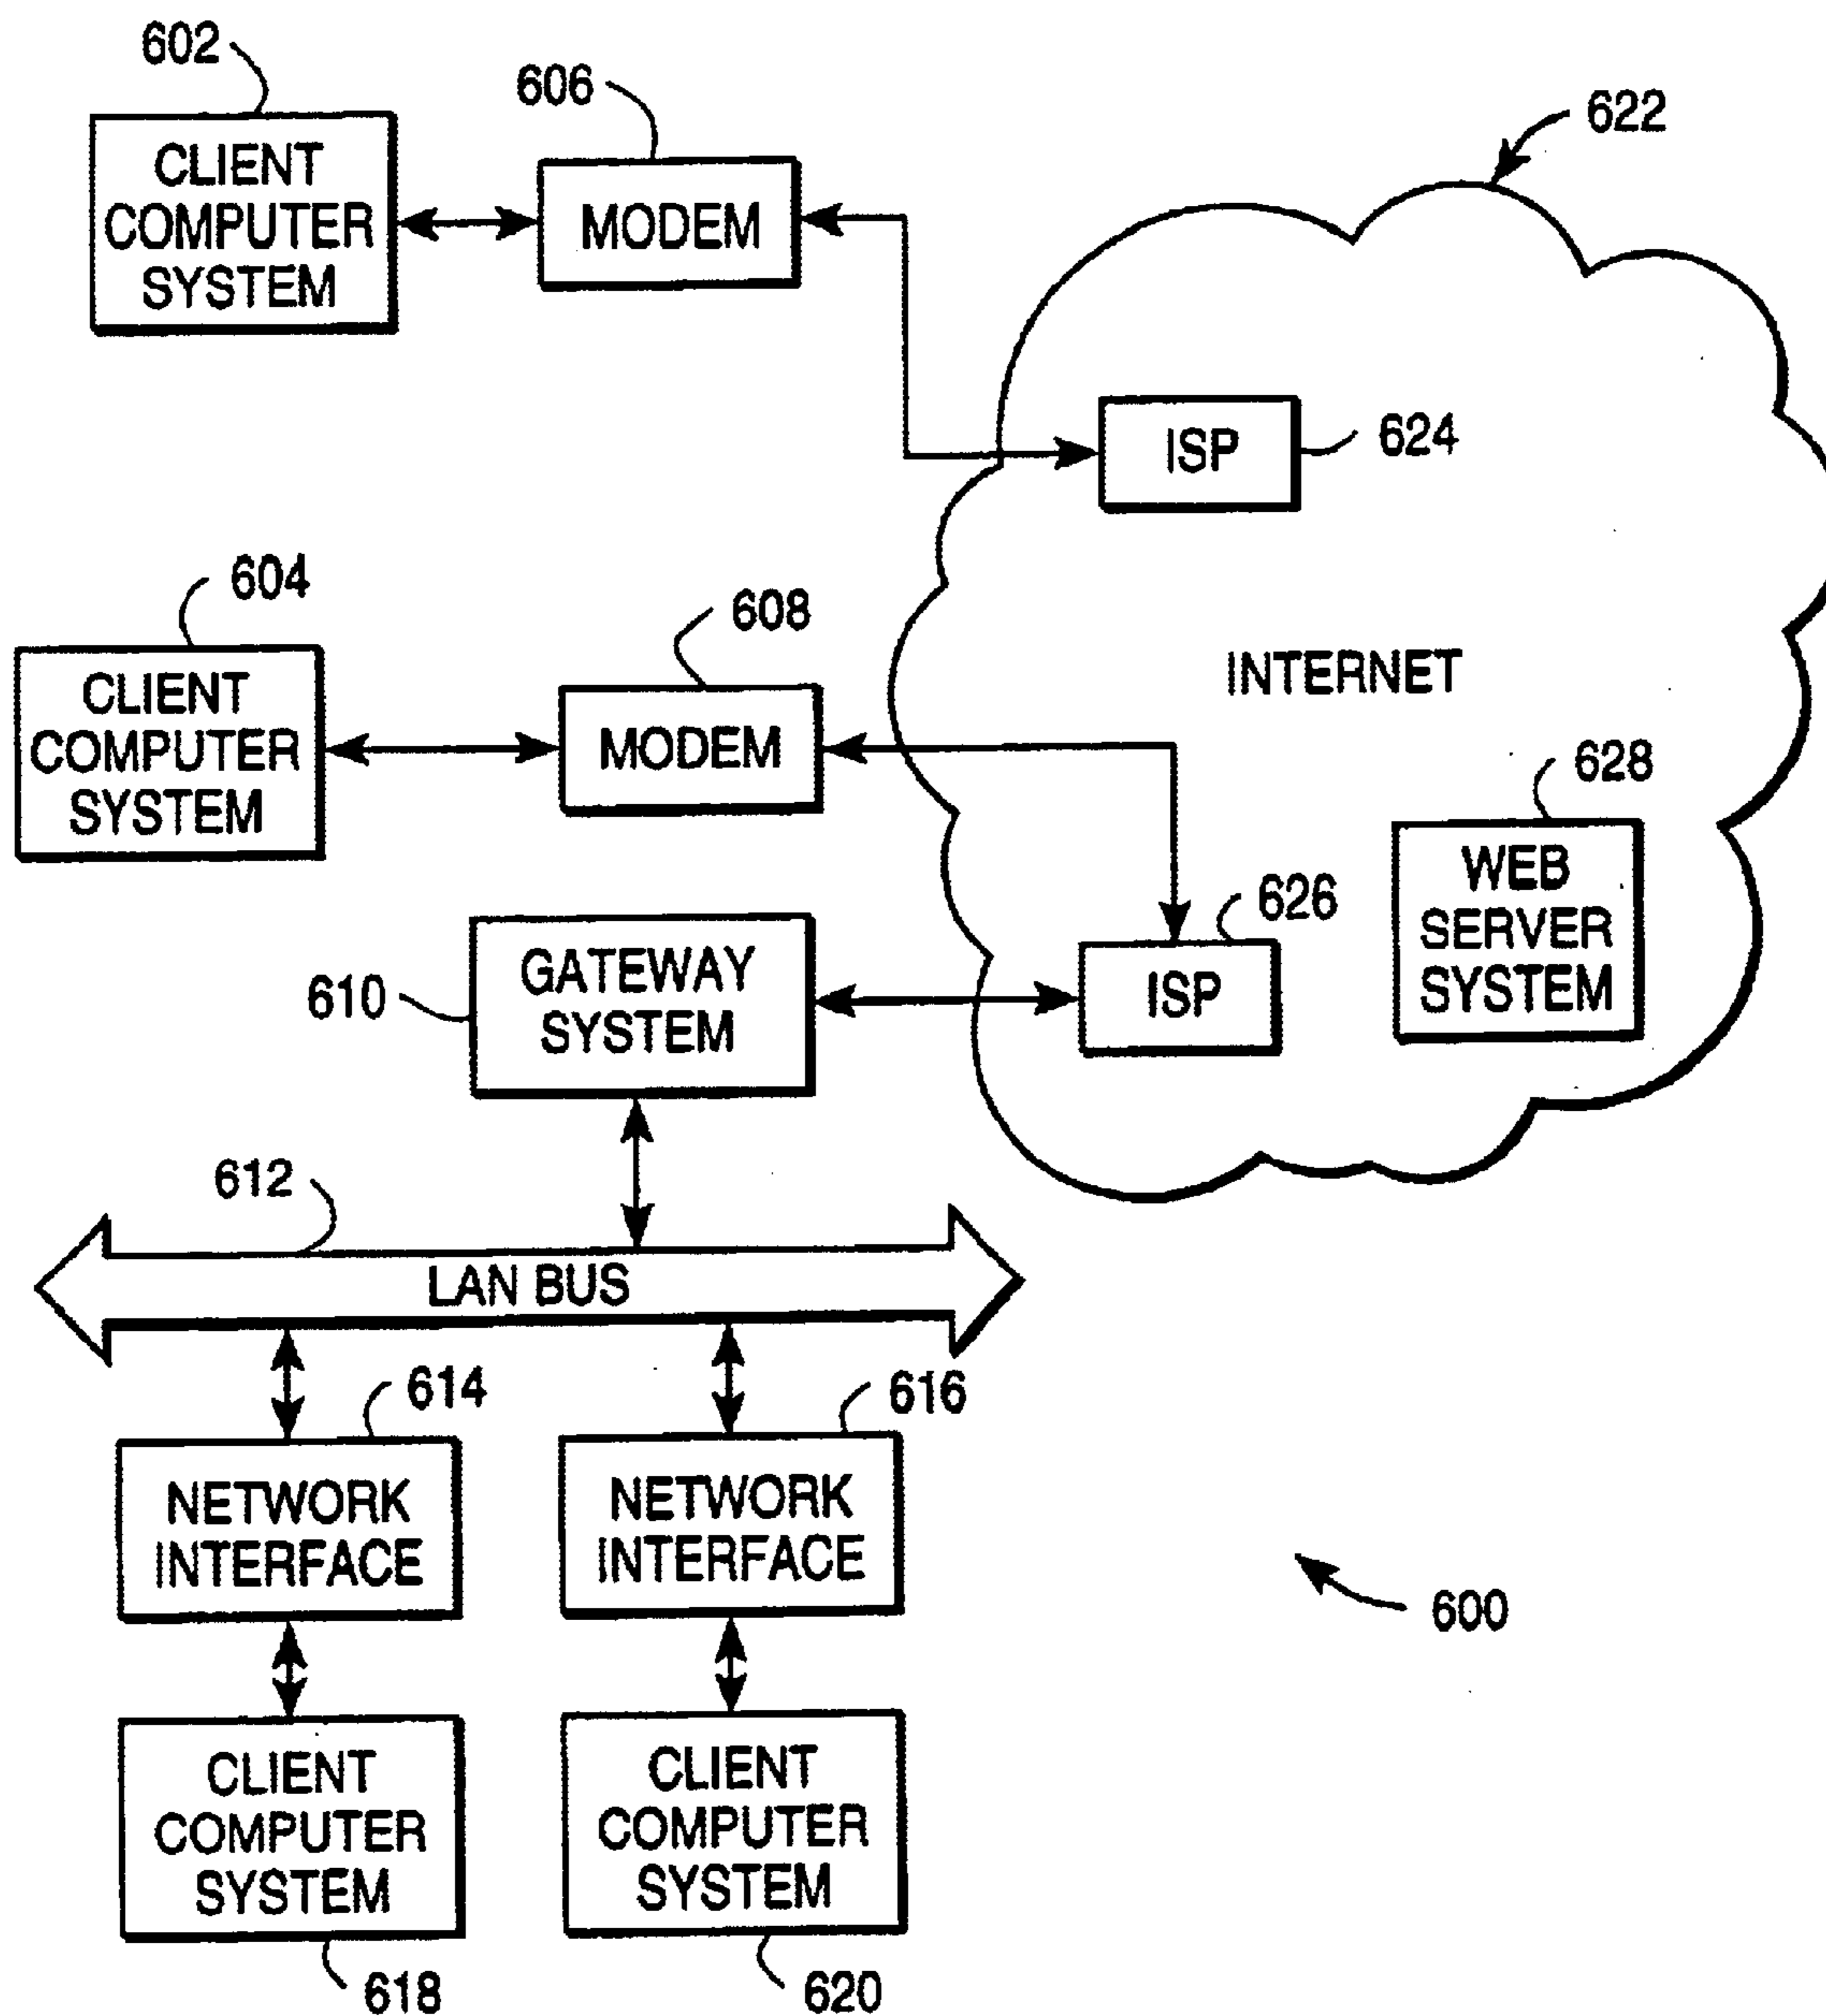 602
606
622
CLIENT
COMPUTER
SYSTEM
MODEM
ISP
624
604
608
CLIENT
COMPUTER
SYSTEM
MODEM
INTERNET
628
WEB
SERVER
SYSTEM
626
ISP
GATEWAY
SYSTEM
610
612
LAN BUS
614
616
NETWORK
INTERFACE
NETWORK
INTERFACE
600
CLIENT
COMPUTER
SYSTEM
CLIENT
COMPUTER
SYSTEM
618
620